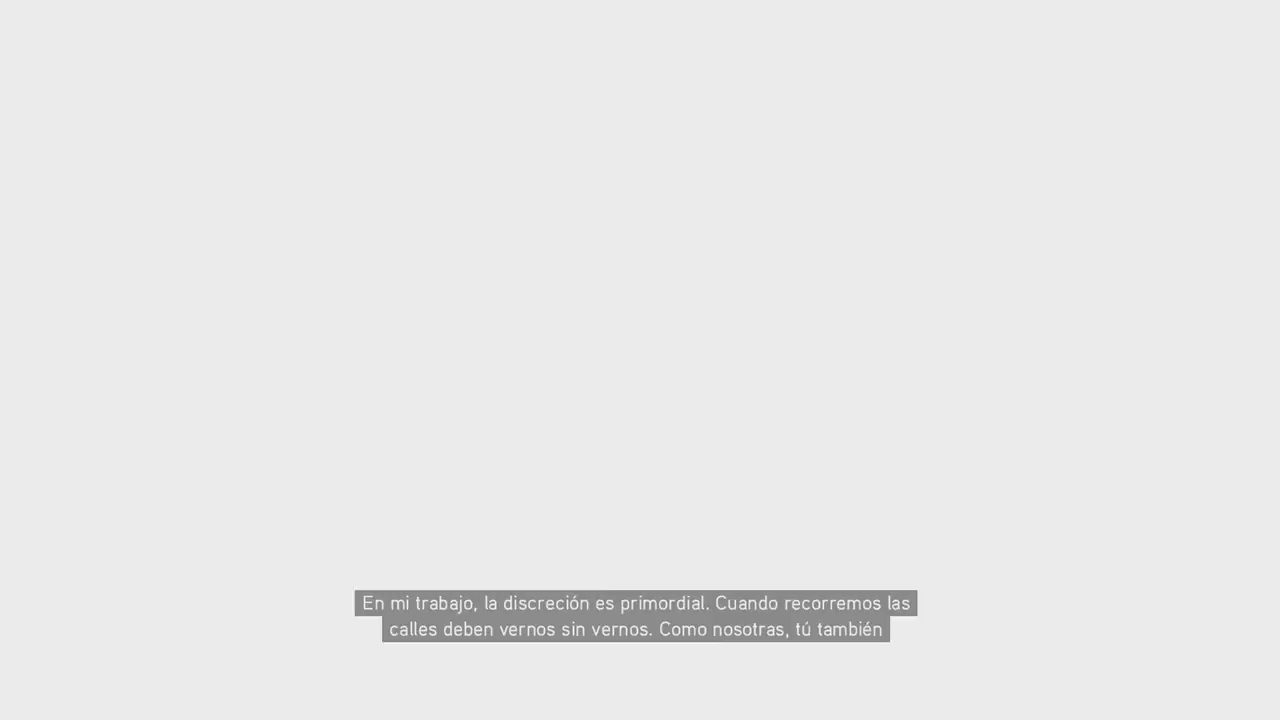 En mi trabajo, la discreción es primordial. Cuando recorremos las
calles deben vernos sin vernos. Como nosotras, tú también